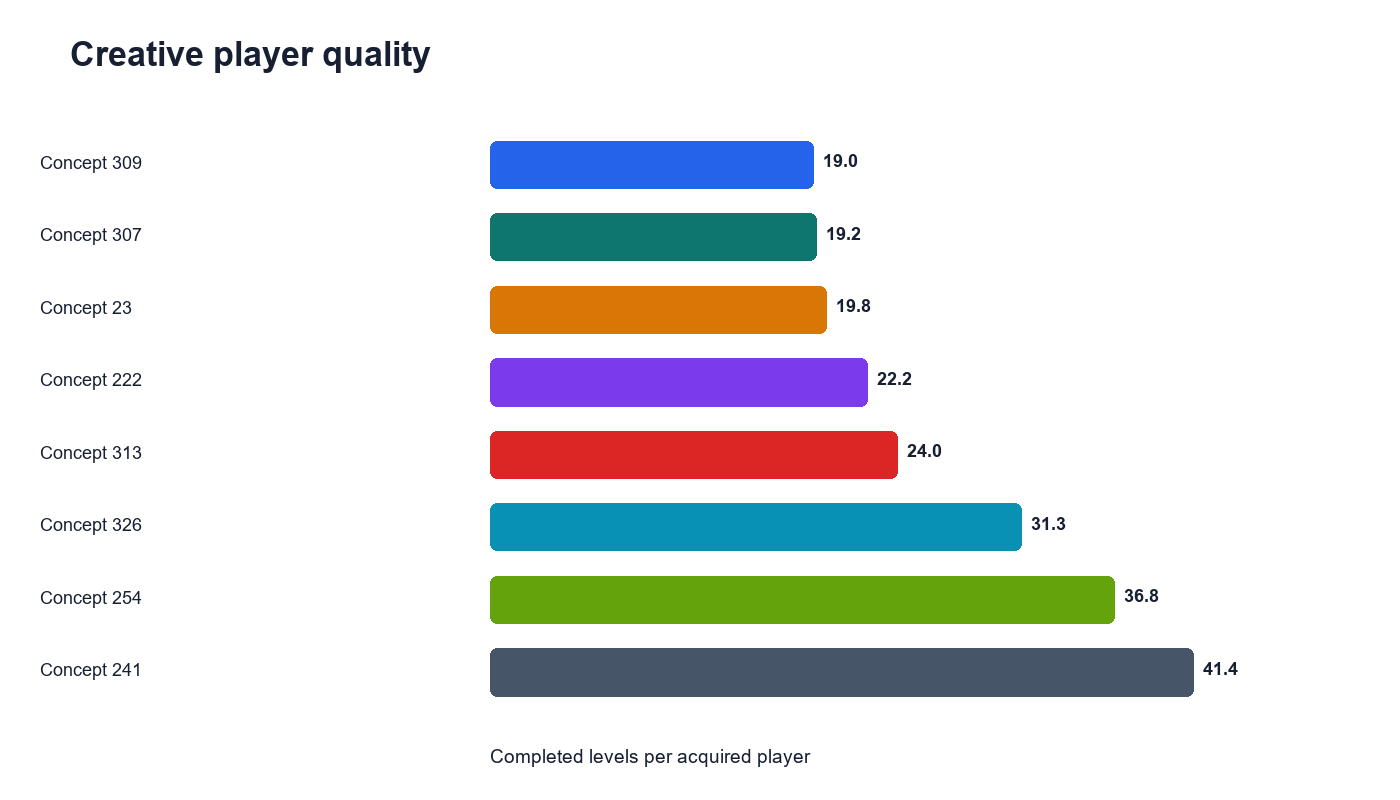 Creative player quality
Concept 309 19.0
Concept 307 19.2
Concept 23 19.8
Concept 222 22.2
Concept 313 24.0
Concept 326 31.3
Concept 254 36.8
Concept 241 41.4
Completed levels per acquired player